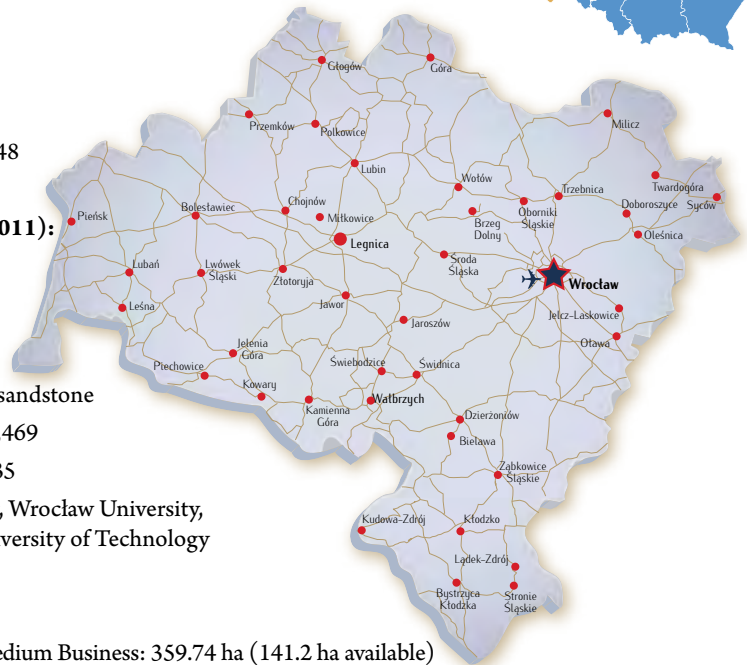 Głogów
Góra
Przemków
Polkowice
Milicz
48
Lubin
Wołów
Trzebnica
Twardogóra
Syców
Pieńsk
Bolesławiec
Chojnów
Miłkowice
Brzeg
Dolny
Oborniki
Śląskie
Doboroszyce
Oleśnica
011):
Legnica
Środa
Śląska
Lubań
Lwówek
Śląski
Złotoryja
Wrocław
Leśna
Jawor
Jaroszów
Jelcz-Laskowice
Oława
Jelenia
Góra
Piechowice
Świebodzice
Świdnica
Kowary
Kamienna
Góra
Wałbrzych
sandstone
469
Dzierżoniów
Bielawa
35
Ząbkowice
Śląskie
, Wrocław University,
iversity of Technology
Kudowa-Zdrój
Kłodzko
Lądek-Zdrój
Bystrzyca
Kłodzka
Stronie
Śląskie
edium Business: 359.74 ha (141.2 ha available)